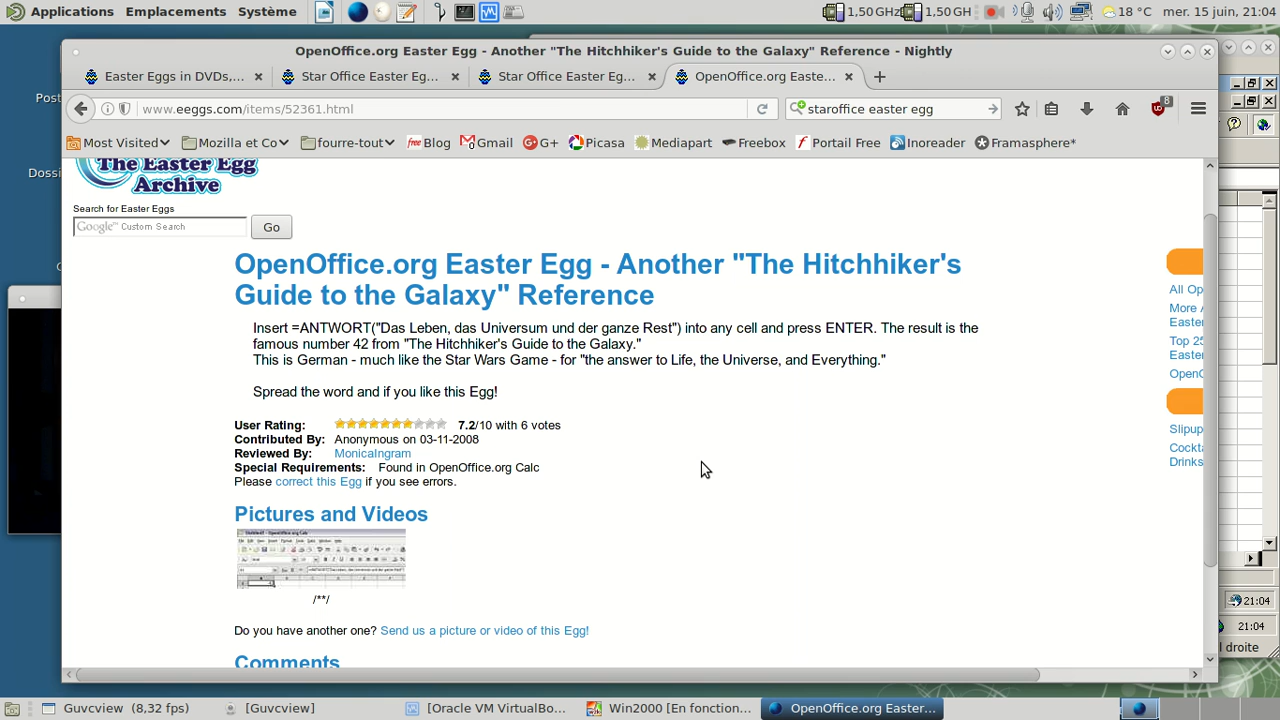 Applications Emplacements Système
1,50 GHz 1,50 GH 18 °C mer. 15 juin, 21:04
OpenOffice.org Easter Egg - Another "The Hitchhiker's Guide to the Galaxy" Reference - Nightly
Easter Eggs in DVDs,... Star Office Easter Eg... Star Office Easter Eg... OpenOffice.org Easte...
www.eeggs.com/items/52361.html
staroffice easter egg
8
Most Visited Mozilla et Co fourre-tout free Blog Gmail G+ Picasa Mediapart Freebox Portail Free Inoreader Framasphere*
Post
Dossi
The Easter Egg
Archive
Search for Easter Eggs
Google™ Custom Search
Go
OpenOffice.org Easter Egg - Another "The Hitchhiker's
Guide to the Galaxy" Reference
Insert =ANTWORT("Das Leben, das Universum und der ganze Rest") into any cell and press ENTER. The result is the
famous number 42 from "The Hitchhiker's Guide to the Galaxy."
This is German - much like the Star Wars Game - for "the answer to Life, the Universe, and Everything."
Spread the word and if you like this Egg!
User Rating: 7.2/10 with 6 votes
Contributed By: Anonymous on 03-11-2008
Reviewed By: MonicaIngram
Special Requirements: Found in OpenOffice.org Calc
Please correct this Egg if you see errors.
Pictures and Videos
/**/
Do you have another one? Send us a picture or video of this Egg!
Comments
All Op
More A
Easter
Top 25
Easter
OpenO
Slipup
Cockta
Drinks
21:04
21:04
l droite
Guvcview (8,32 fps) [Guvcview] [Oracle VM VirtualBo... Win2000 [En fonction... OpenOffice.org Easter...